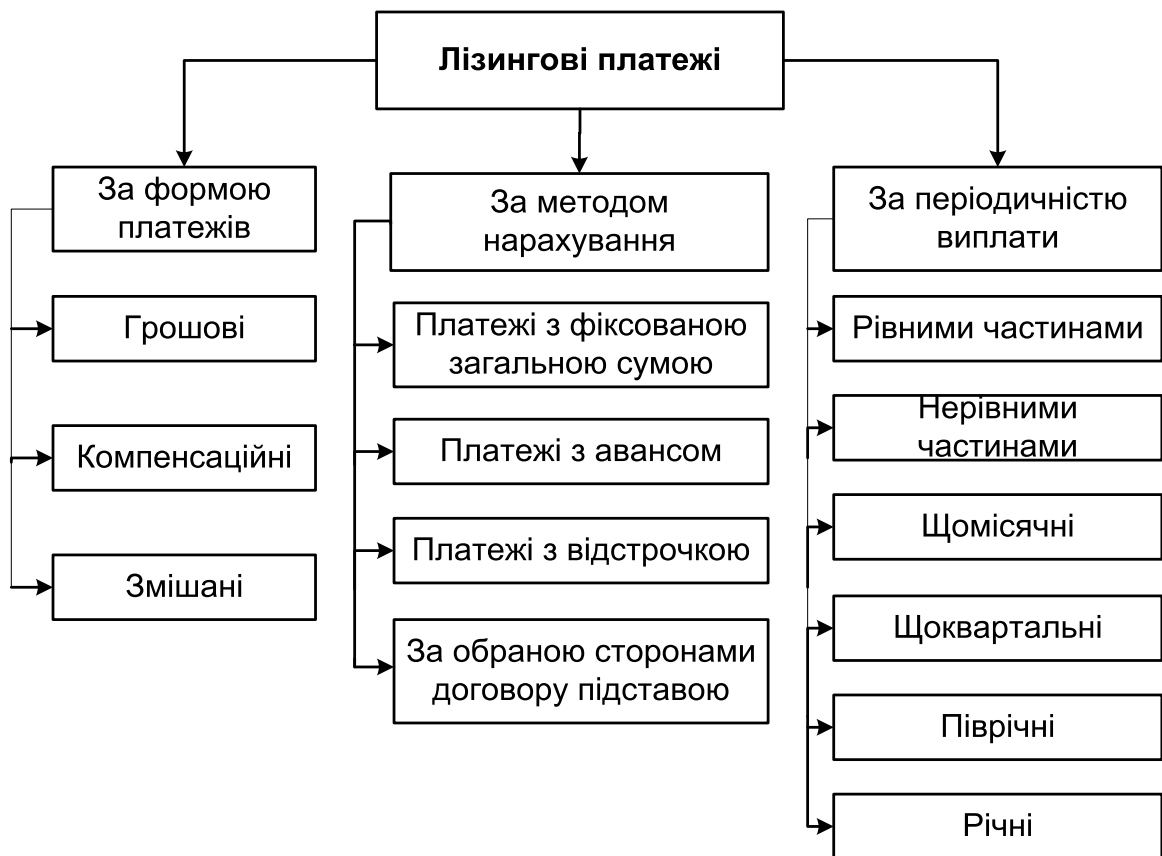 Лізингові платежі
За формою
платежів
Грошові
Компенсаційні
Змішані
За методом
нарахування
Платежі з фіксованою
загальною сумою
Платежі з авансом
Платежі з відстрочкою
За обраною сторонами
договору підставою
За періодичністю
виплати
Рівними частинами
Нерівними
частинами
Щомісячні
Щоквартальні
Піврічні
Річні